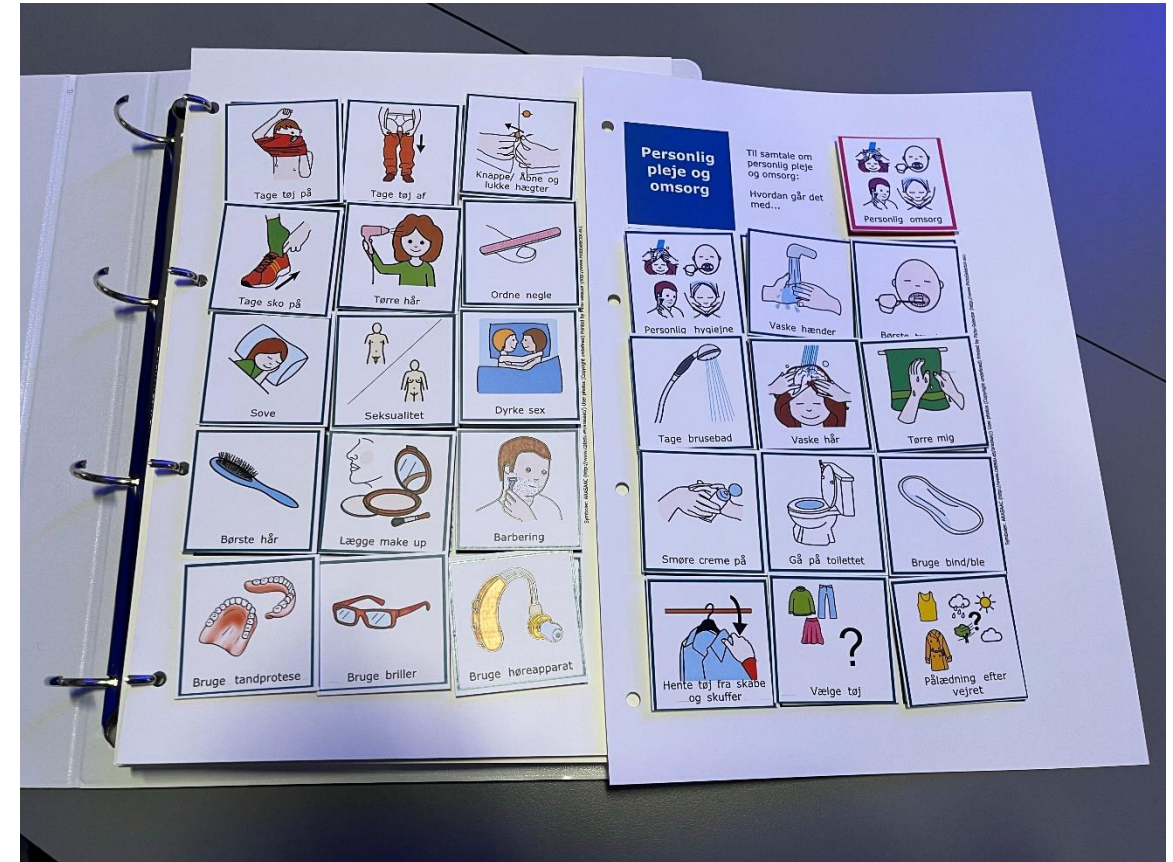 Tage tøj på
Tage tøj af
Knappe/ Åbne og
lukke hægter
Tage sko på
Tørre hår
Ordne negle
Sove
Seksualitet
Dyrke sex
Børste hår
Lægge make up
Barbering
Bruge tandprotese
Bruge briller
Bruge høreapparat
Personlig
pleje og
omsorg
Til samtale om
personlig pleje
og omsorg:
Hvordan går det
med...
Personlig omsorg
Personlig hygiejne
Vaske hænder
Børste
Tage brusebad
Vaske hår
Tørre mig
Smøre creme på
Gå på toilettet
Bruge bind/ble
Hente tøj fra skabe
og skuffer
Vælge tøj
?
Pålædning efter
vejret
?